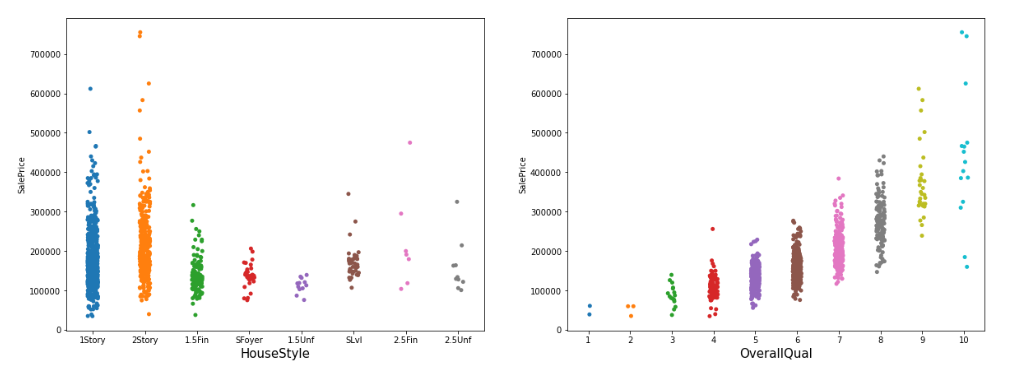 700000
600000
500000
400000
300000
200000
100000
0
SalePrice
1Story 2Story 1.5Fin SFoyer 1.5Unf SLvl 2.5Fin 2.5Unf
HouseStyle
700000
600000
500000
400000
300000
200000
100000
0
SalePrice
1 2 3 4 5 6 7 8 9 10
OverallQual